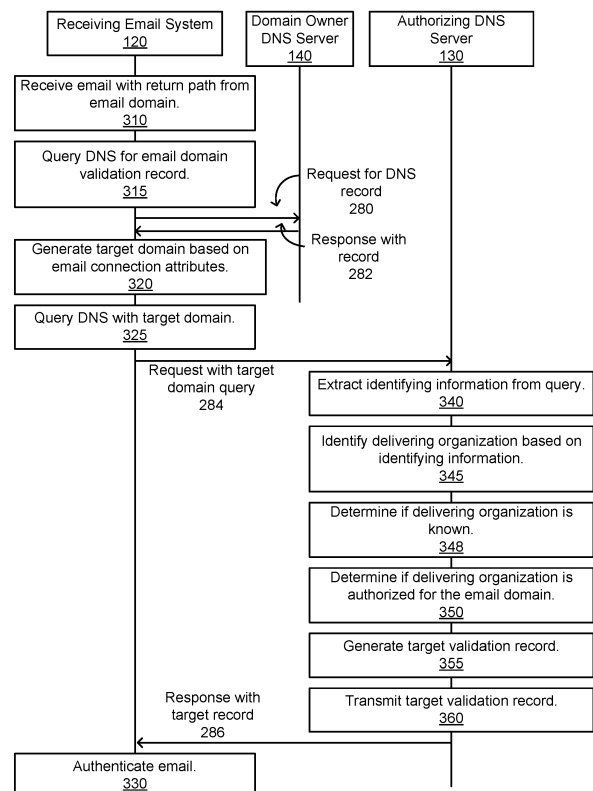 Receiving Email System
120
Domain Owner
DNS Server
140
Authorizing DNS
Server
130
Receive email with return path from
email domain.
310
Query DNS for email domain
validation record.
315
Request for DNS
record
280
Response with
record
282
Generate target domain based on
email connection attributes.
320
Query DNS with target domain.
325
Request with target
domain query
284
Extract identifying information from query.
340
Identify delivering organization based on
identifying information.
345
Determine if delivering organization is
known.
348
Determine if delivering organization is
authorized for the email domain.
350
Generate target validation record.
355
Transmit target validation record.
360
Response with
target record
286
Authenticate email.
330